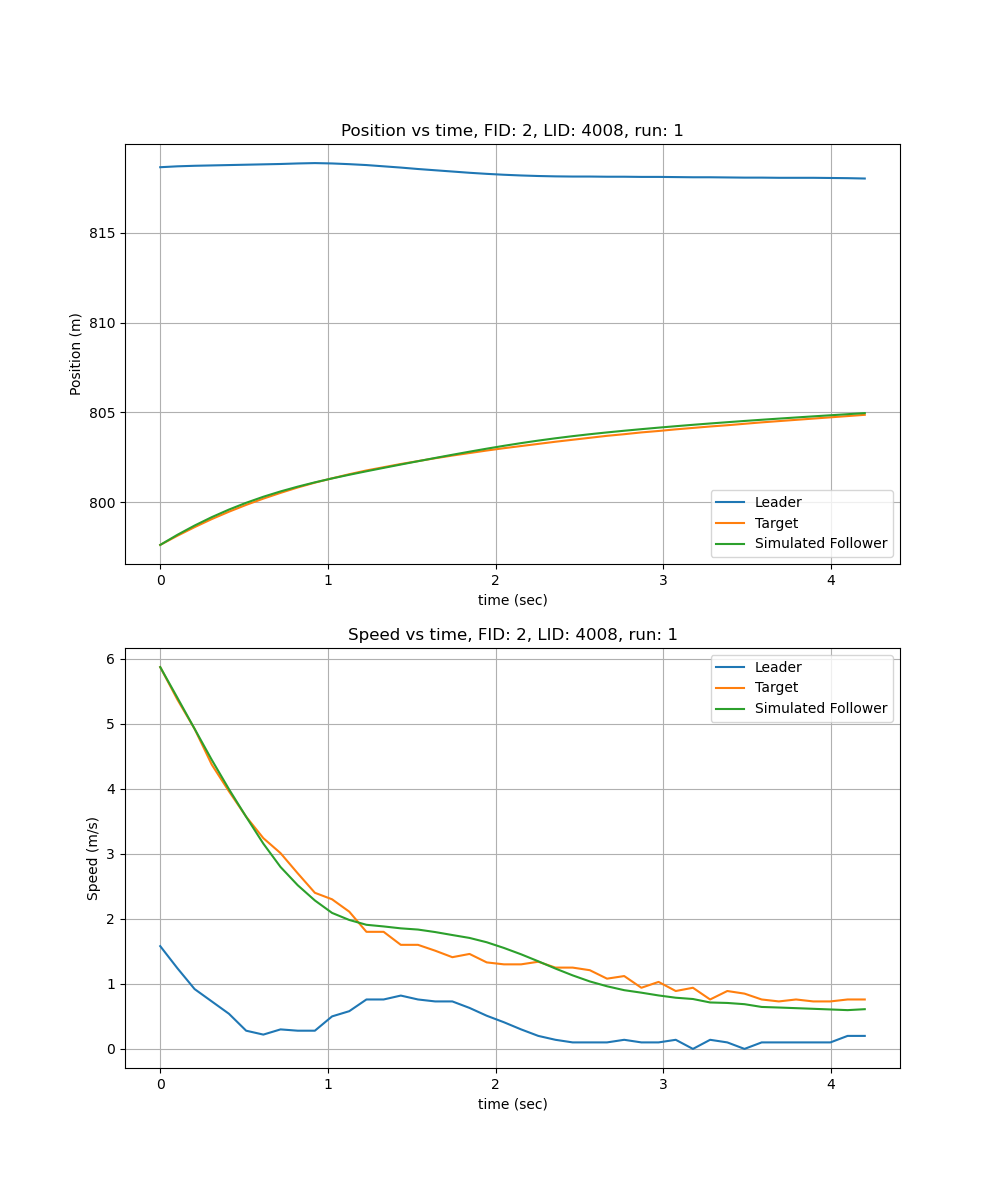 Position vs time, FID: 2, LID: 4008, run: 1
815
810
805
800
Position (m)
Leader
Target
Simulated Follower
0 1 2 3 4
time (sec)
Speed vs time, FID: 2, LID: 4008, run: 1
6
5
4
3
2
1
0
Speed (m/s)
Leader
Target
Simulated Follower
0 1 2 3 4
time (sec)